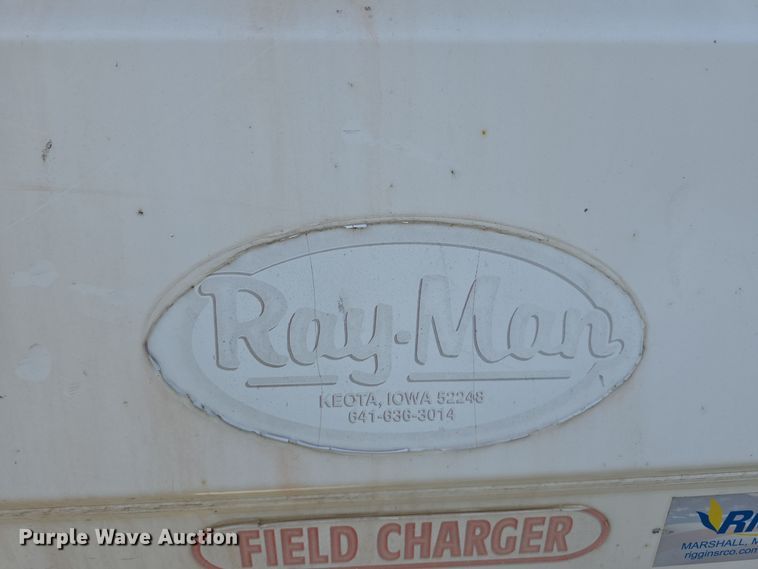 Ray-Man
KEOTA, IOWA 52248
641-636-3014
FIELD CHARGER
MARSHALL, M
rigginsrco.com
Purple Wave Auction